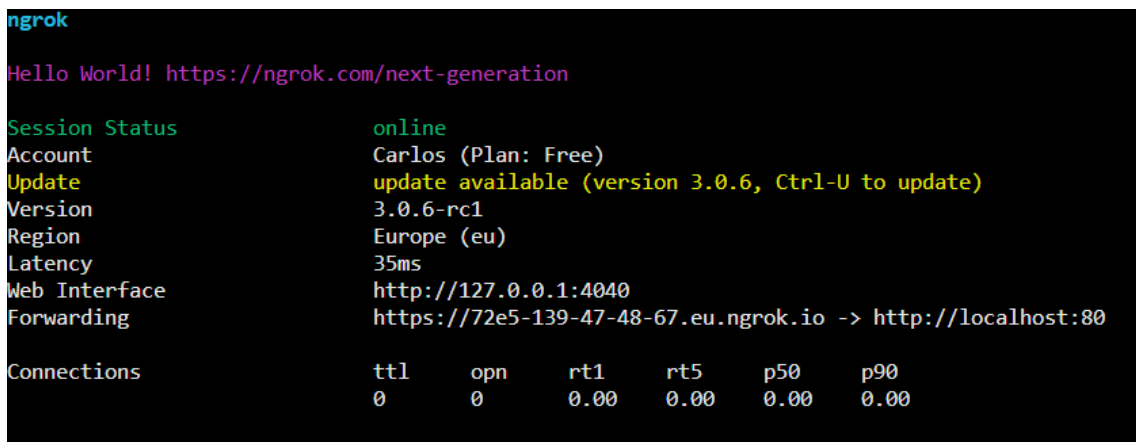 ngrok
Hello World! https://ngrok.com/next-generation
Session Status online
Account Carlos (Plan: Free)
Update update available (version 3.0.6, Ctrl-U to update)
Version 3.0.6-rc1
Region Europe (eu)
Latency 35ms
Web Interface http://127.0.0.1:4040
Forwarding https://72e5-139-47-48-67.eu.ngrok.io -> http://localhost:80
Connections ttl opn rt1 rt5 p50 p90
0 0 0.00 0.00 0.00 0.00